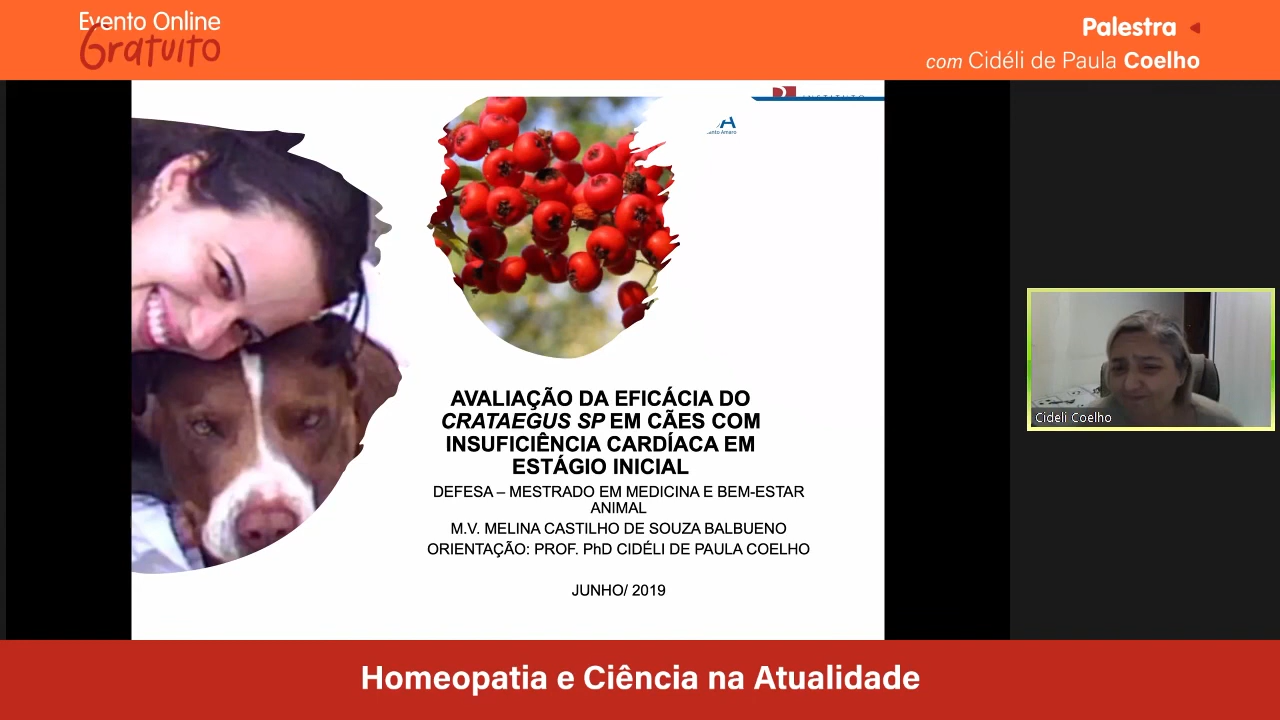 Evento Online
Gratuito
Palestra
com Cidéli de Paula Coelho
INSTITUTO
AVALIAÇÃO DA EFICÁCIA DO
CRATAEGUS SP EM CÃES COM
INSUFICIÊNCIA CARDÍACA EM
ESTÁGIO INICIAL
DEFESA – MESTRADO EM MEDICINA E BEM-ESTAR
ANIMAL
M.V. MELINA CASTILHO DE SOUZA BALBUENO
ORIENTAÇÃO: PROF. PhD CIDÉLI DE PAULA COELHO
JUNHO/ 2019
Cideli Coelho
Homeopatia e Ciência na Atualidade